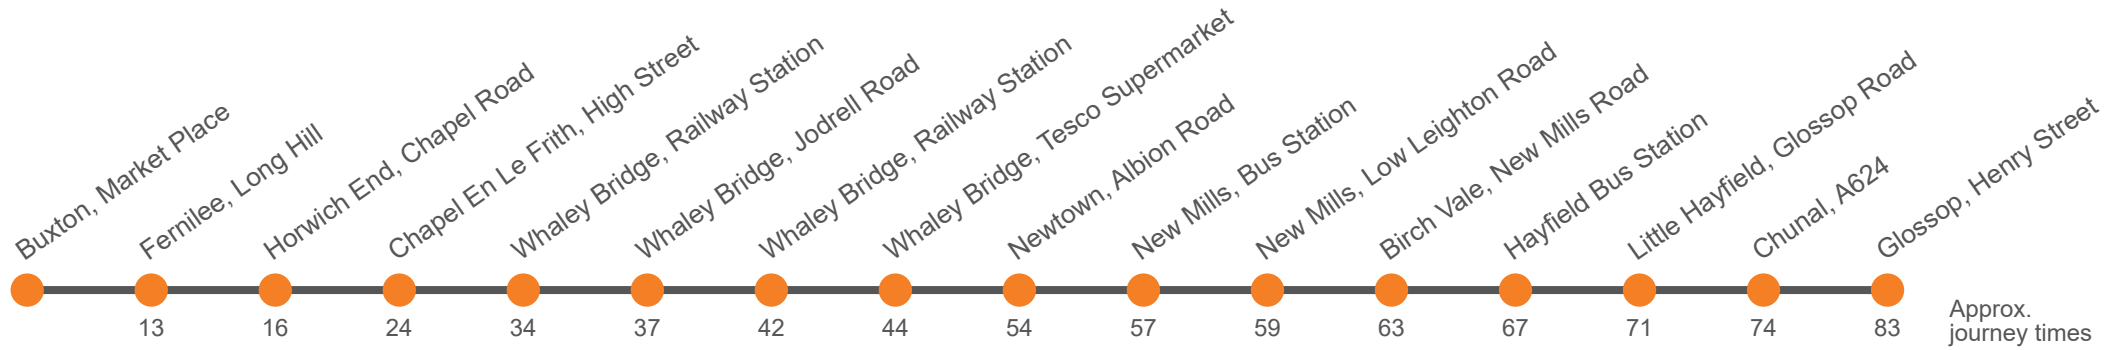 Buxton, Market Place
Fernilee, Long Hill
Horwich End, Chapel Road
Chapel En Le Frith, High Street
Whaley Bridge, Railway Station
Whaley Bridge, Jodrell Road
Whaley Bridge, Railway Station
Whaley Bridge, Tesco Supermarket
Newtown, Albion Road
New Mills, Bus Station
New Mills, Low Leighton Road
Birch Vale, New Mills Road
Hayfield Bus Station
Little Hayfield, Glossop Road
Chunal, A624
Glossop, Henry Street
13 16 24 34 37 42 44 54 57 59 63 67 71 74 83
Approx.
journey times